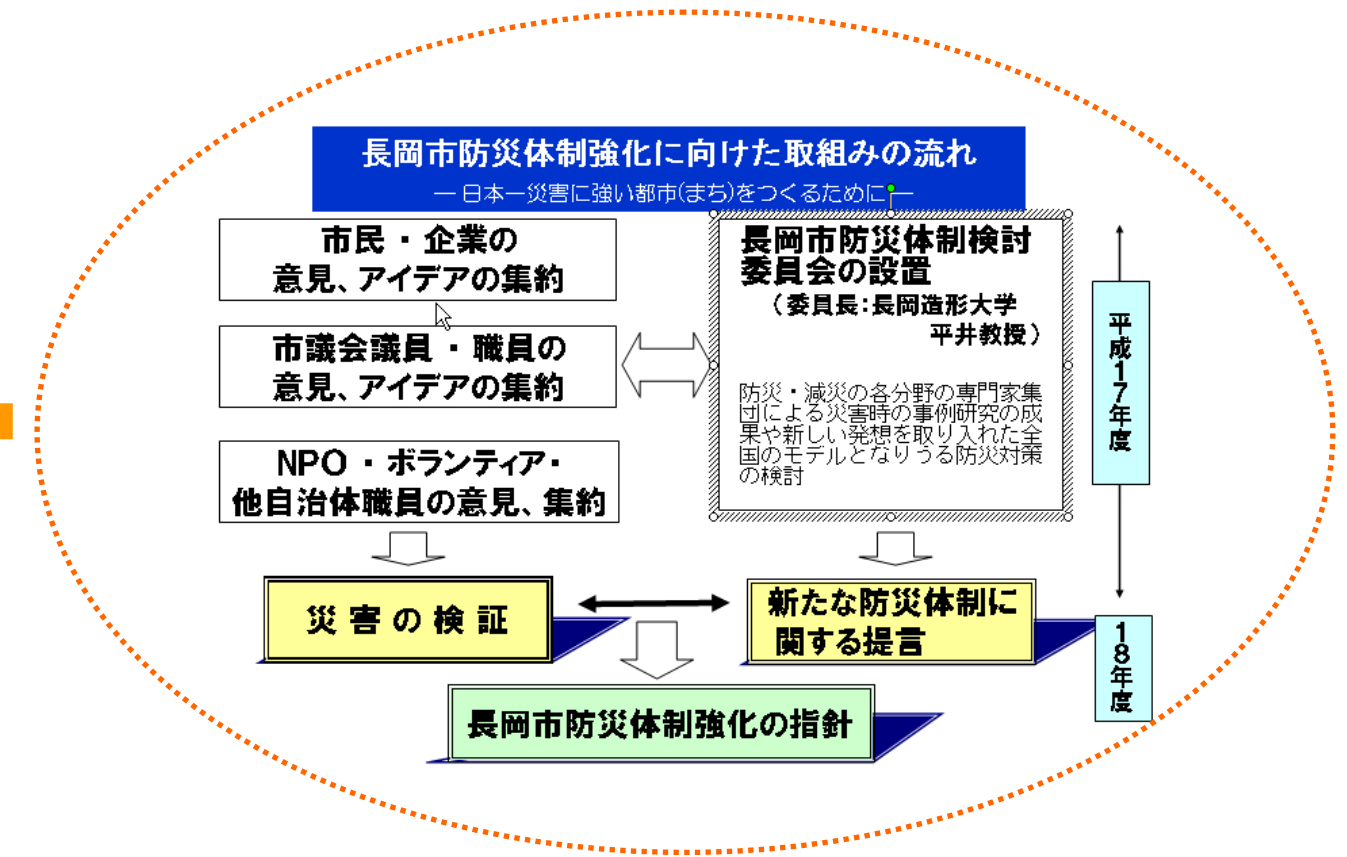 長岡市防災体制強化に向けた取組みの流れ
― 日本一災害に強い都市(まち)をつくるために ―
市民・企業の
意見、アイデアの集約
市議会議員・職員の
意見、アイデアの集約
NPO・ボランティア・
他自治体職員の意見、集約
長岡市防災体制検討
委員会の設置
(委員長:長岡造形大学
平井教授)
防災・減災の各分野の専門家集
団による災害時の事例研究の成
果や新しい発想を取り入れた全
国のモデルとなりうる防災対策
の検討
平成17年度
災害の検証
新たな防災体制に
関する提言
18年度
長岡市防災体制強化の指針